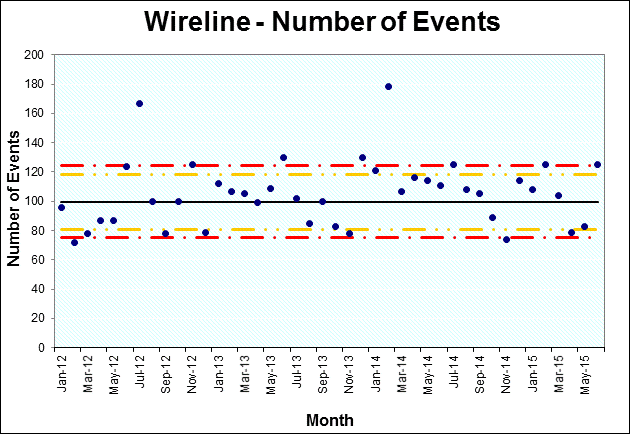 Wireline - Number of Events
Number of Events
200
180
160
140
120
100
80
60
40
20
0
Jan-12
Mar-12
May-12
Jul-12
Sep-12
Nov-12
Jan-13
Mar-13
May-13
Jul-13
Sep-13
Nov-13
Jan-14
Mar-14
May-14
Jul-14
Sep-14
Nov-14
Jan-15
Mar-15
May-15
Month